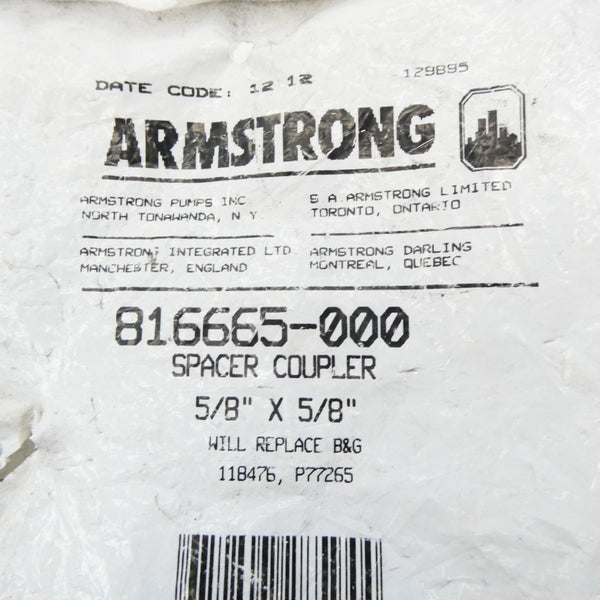 DATE CODE: 12 12
129895
ARMSTRONG
ARMSTRONG PUMPS INC
NORTH TONAWANDA, N.Y.
S A.ARMSTRONG LIMITED
TORONTO, ONTARIO
ARMSTRONG INTEGRATED LTD.
MANCHESTER, ENGLAND
ARMSTRONG DARLING
MONTREAL, QUEBEC
816665-000
SPACER COUPLER
5/8" X 5/8"
WILL REPLACE B&G
118476, P77265